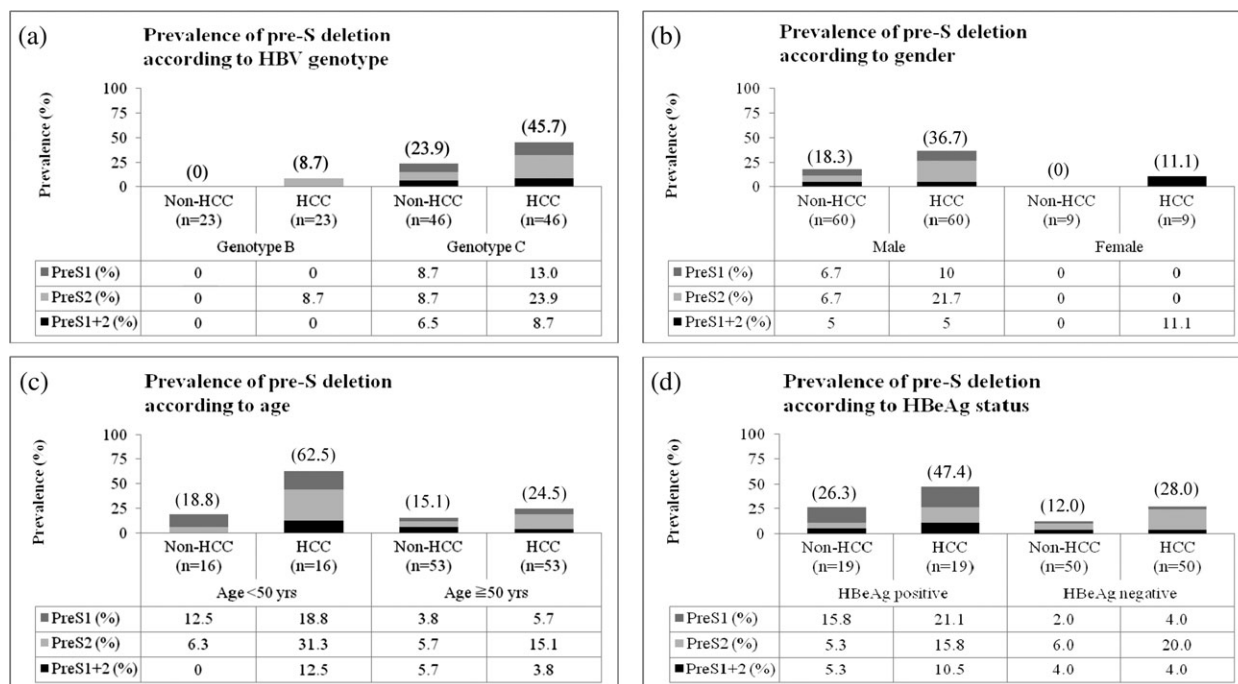 (a)
Prevalence of pre-S deletion
according to HBV genotype
Prevalence (%)
100
75
50
25
0
(0)
(8.7)
(23.9)
(45.7)
Non-HCC HCC Non-HCC HCC
(n=23) (n=23) (n=46) (n=46)
Genotype B Genotype C
PreS1 (%) 0 0 8.7 13.0
PreS2 (%) 0 8.7 8.7 23.9
PreS1+2 (%) 0 0 6.5 8.7
(b)
Prevalence of pre-S deletion
according to gender
Prevalence (%)
100
75
50
25
0
(18.3)
(36.7)
(0)
(11.1)
Non-HCC HCC Non-HCC HCC
(n=60) (n=60) (n=9) (n=9)
Male Female
PreS1 (%) 6.7 10 0 0
PreS2 (%) 6.7 21.7 0 0
PreS1+2 (%) 5 5 0 11.1
(c)
Prevalence of pre-S deletion
according to age
Prevalence (%)
100
75
50
25
0
(18.8)
(62.5)
(15.1)
(24.5)
Non-HCC HCC Non-HCC HCC
(n=16) (n=16) (n=53) (n=53)
Age <50 yrs Age ≧50 yrs
PreS1 (%) 12.5 18.8 3.8 5.7
PreS2 (%) 6.3 31.3 5.7 15.1
PreS1+2 (%) 0 12.5 5.7 3.8
(d)
Prevalence of pre-S deletion
according to HBeAg status
Prevalence (%)
100
75
50
25
0
(26.3)
(47.4)
(12.0)
(28.0)
Non-HCC HCC Non-HCC HCC
(n=19) (n=19) (n=50) (n=50)
HBeAg positive HBeAg negative
PreS1 (%) 15.8 21.1 2.0 4.0
PreS2 (%) 5.3 15.8 6.0 20.0
PreS1+2 (%) 5.3 10.5 4.0 4.0